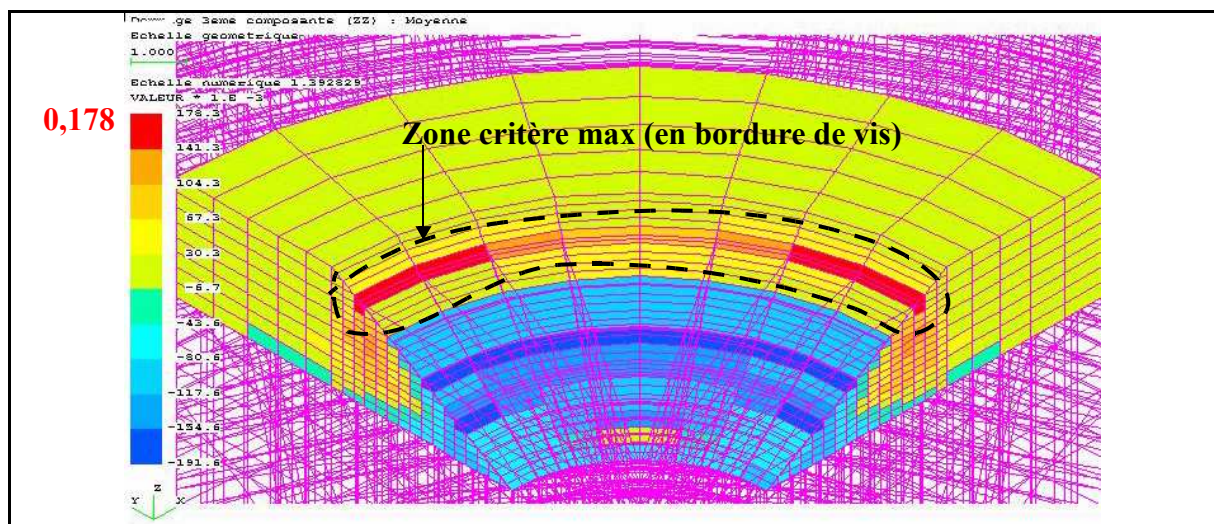 ge 3eme composante (ZZ) : Moyenne
Echelle geometrique
1.000
Echelle numerique 1.392829
VALEUR * 1.E -3
0,178
178.3
141.3
104.3
67.3
30.3
-6.7
-43.6
-80.6
-117.6
-154.6
-191.6
Zone critère max (en bordure de vis)
Z
Y X